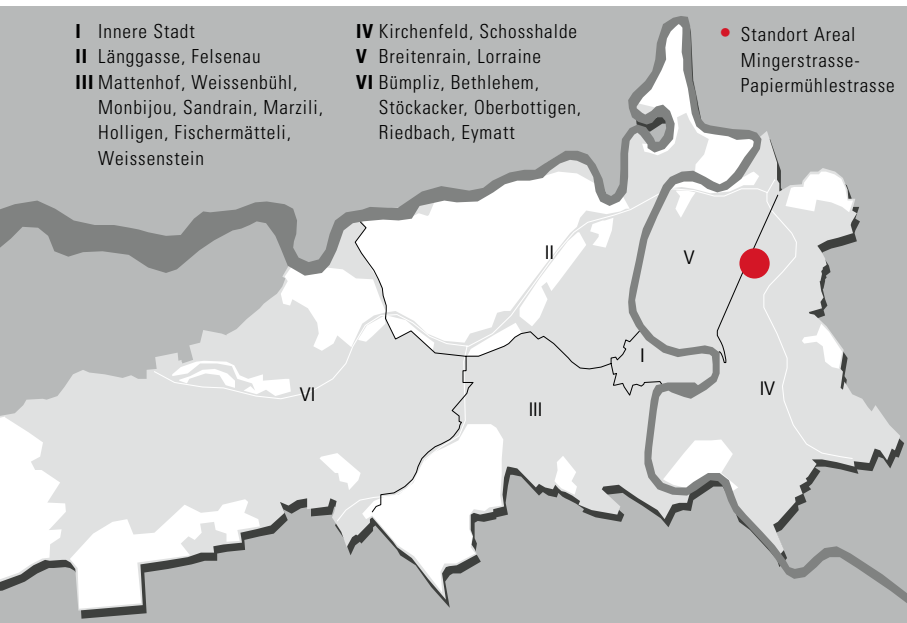 I Innere Stadt
II Länggasse, Felsenau
III Mattenhof, Weissenbühl,
Monbijou, Sandrain, Marzili,
Holligen, Fischermätteli,
Weissenstein
IV Kirchenfeld, Schosshalde
V Breitenrain, Lorraine
VI Bümpliz, Bethlehem,
Stöckacker, Oberbottigen,
Riedbach, Eymatt
Standort Areal
Mingerstrasse-
Papiermühlestrasse
II
V
I
IV
VI
III